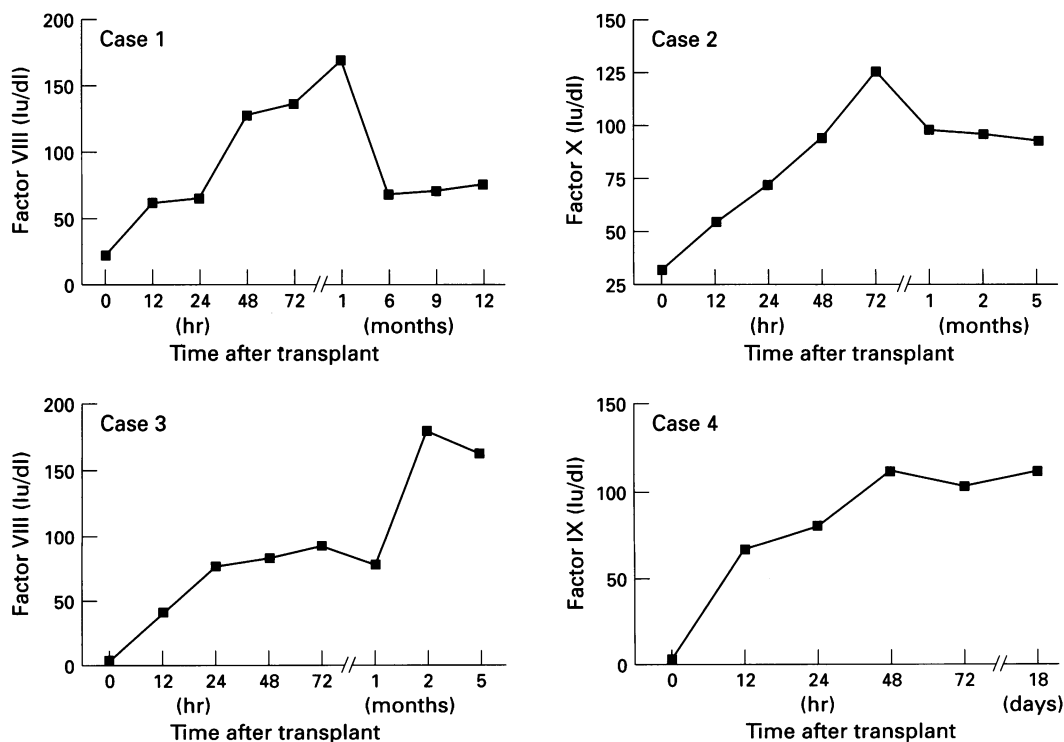 Case 1
Factor VIII (Iu/dl)
200
150
100
50
0
0 12 24 48 72 1 6 9 12
(hr) (months)
Time after transplant
Case 2
Factor X (Iu/dl)
150
125
100
75
50
25
0 12 24 48 72 1 2 5
(hr) (months)
Time after transplant
Case 3
Factor VIII (Iu/dl)
200
150
100
50
0
0 12 24 48 72 1 2 5
(hr) (months)
Time after transplant
Case 4
Factor IX (Iu/dl)
150
100
50
0
0 12 24 48 72 18
(hr) (days)
Time after transplant